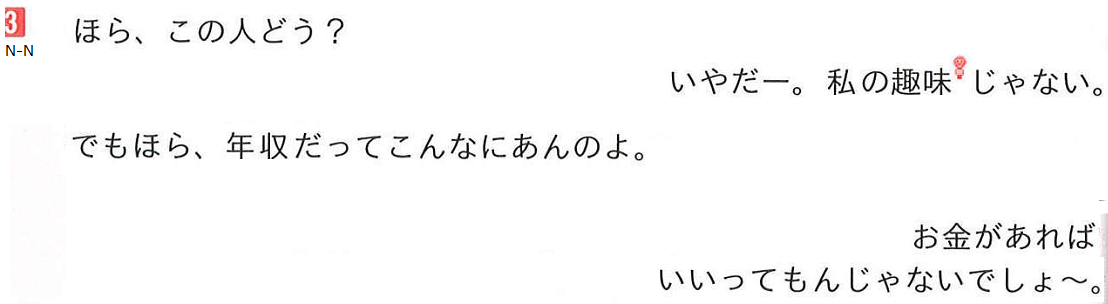 3
N-N
ほら、この人どう？
いやだー。私の趣味じゃない。
でもほら、年収だってこんなにあんのよ。
お金があれば
いいってもんじゃないでしょ～。